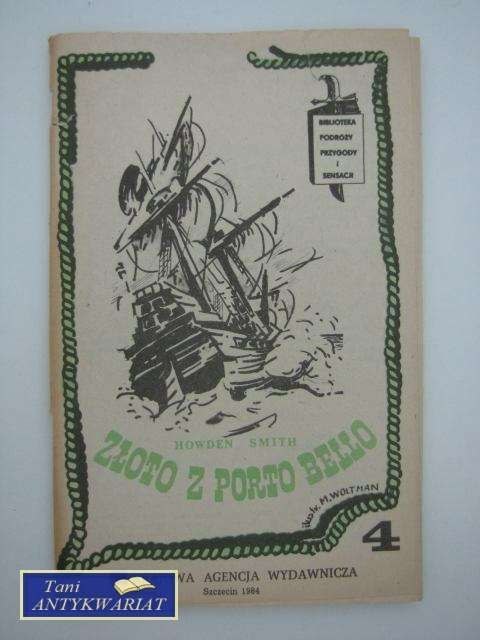 BIBLIOTEKA
PODRÓŻY
PRZYGODY
I
SENSACJI
HOWDEN SMITH
ZŁOTO Z PORTO BELLO
ilustr. M. WOLTMAN
4
WA AGENCJA WYDAWNICZA
Szczecin 1984
Tani
ANTYKWARIAT